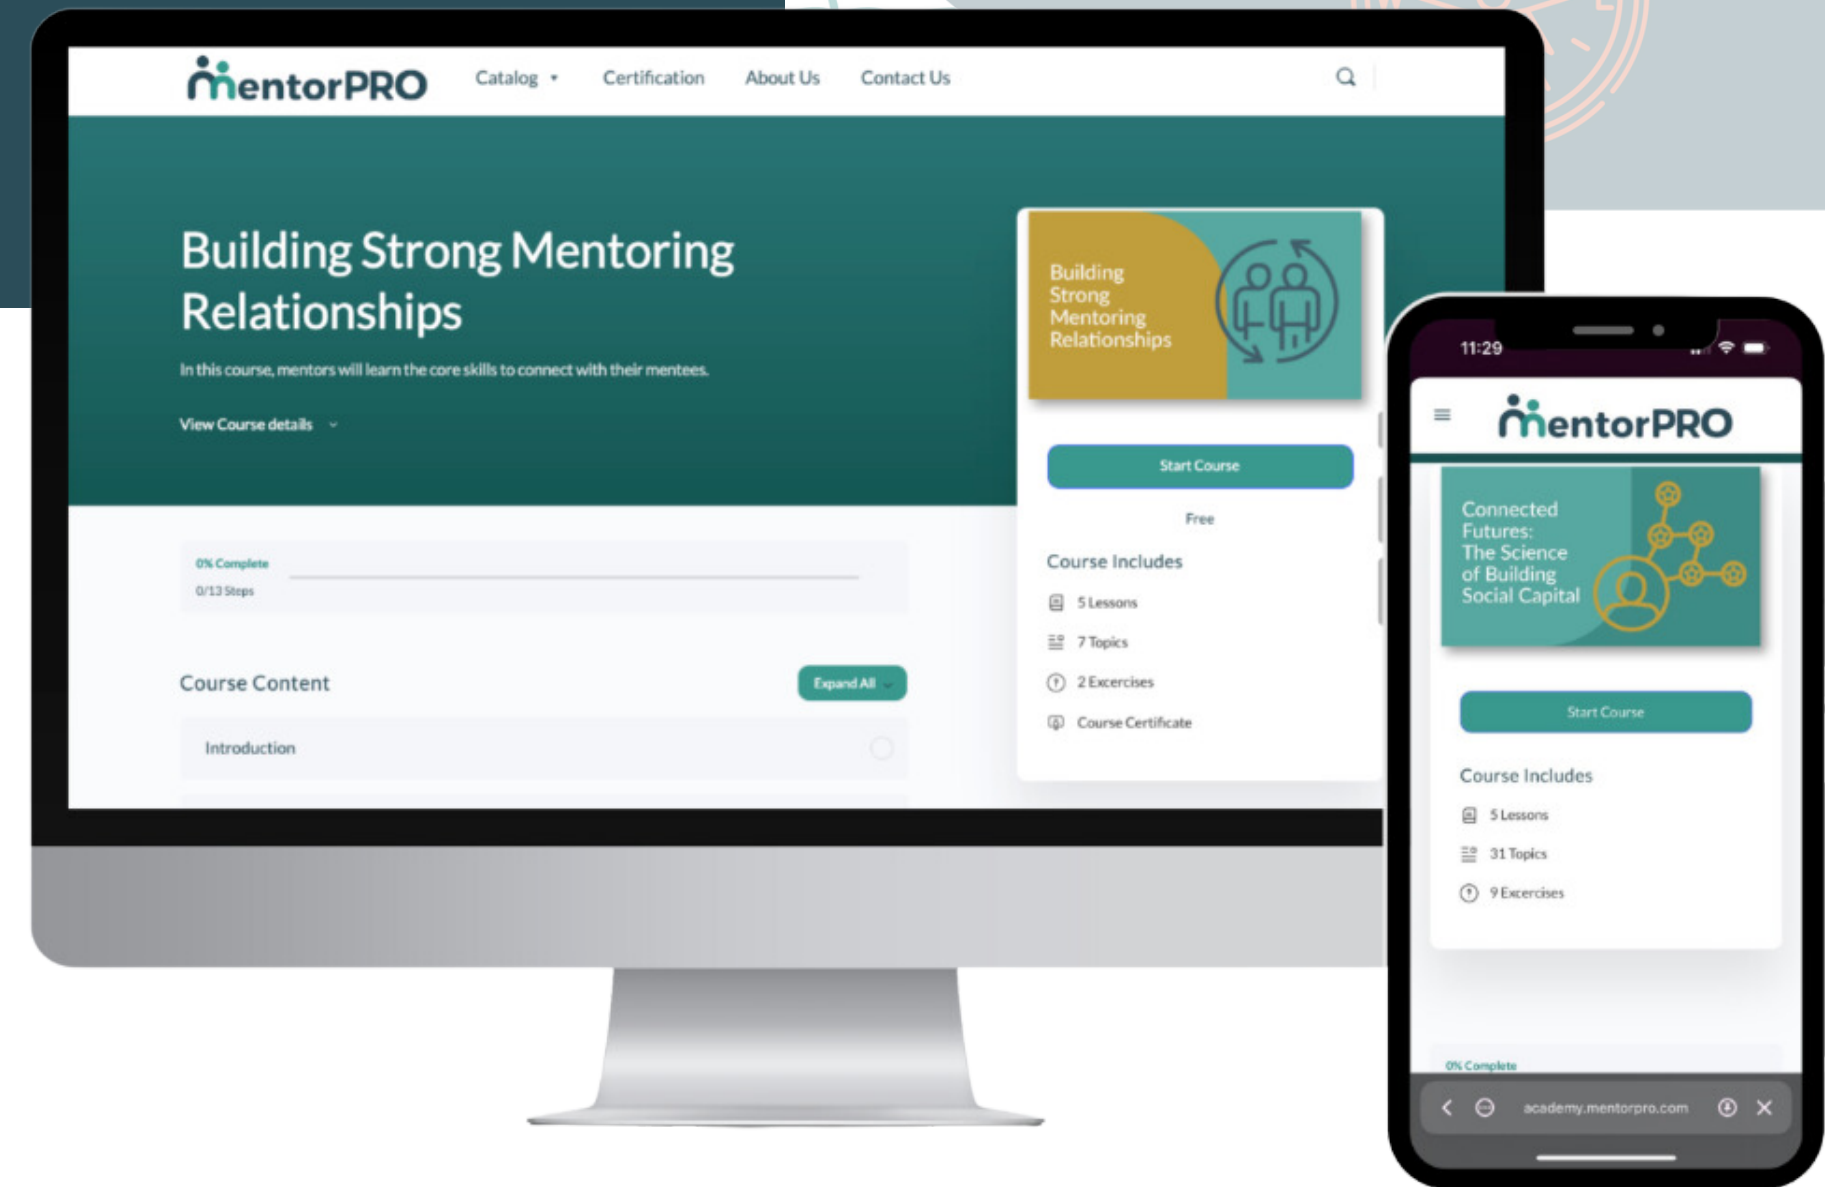 mentorPRO
Catalog
Certification
About Us
Contact Us
Building Strong Mentoring
Relationships
In this course, mentors will learn the core skills to connect with their mentees.
View Course details
0% Complete
0/13 Steps
Course Content
Expand All
Introduction
Building
Strong
Mentoring
Relationships
Start Course
Free
Course Includes
5 Lessons
7 Topics
2 Excercises
Course Certificate
W
L
11:29
mentorPRO
Connected
Futures:
The Science
of Building
Social Capital
Start Course
Course Includes
5 Lessons
31 Topics
9 Excercises
0% Complete
academy.mentorpro.com